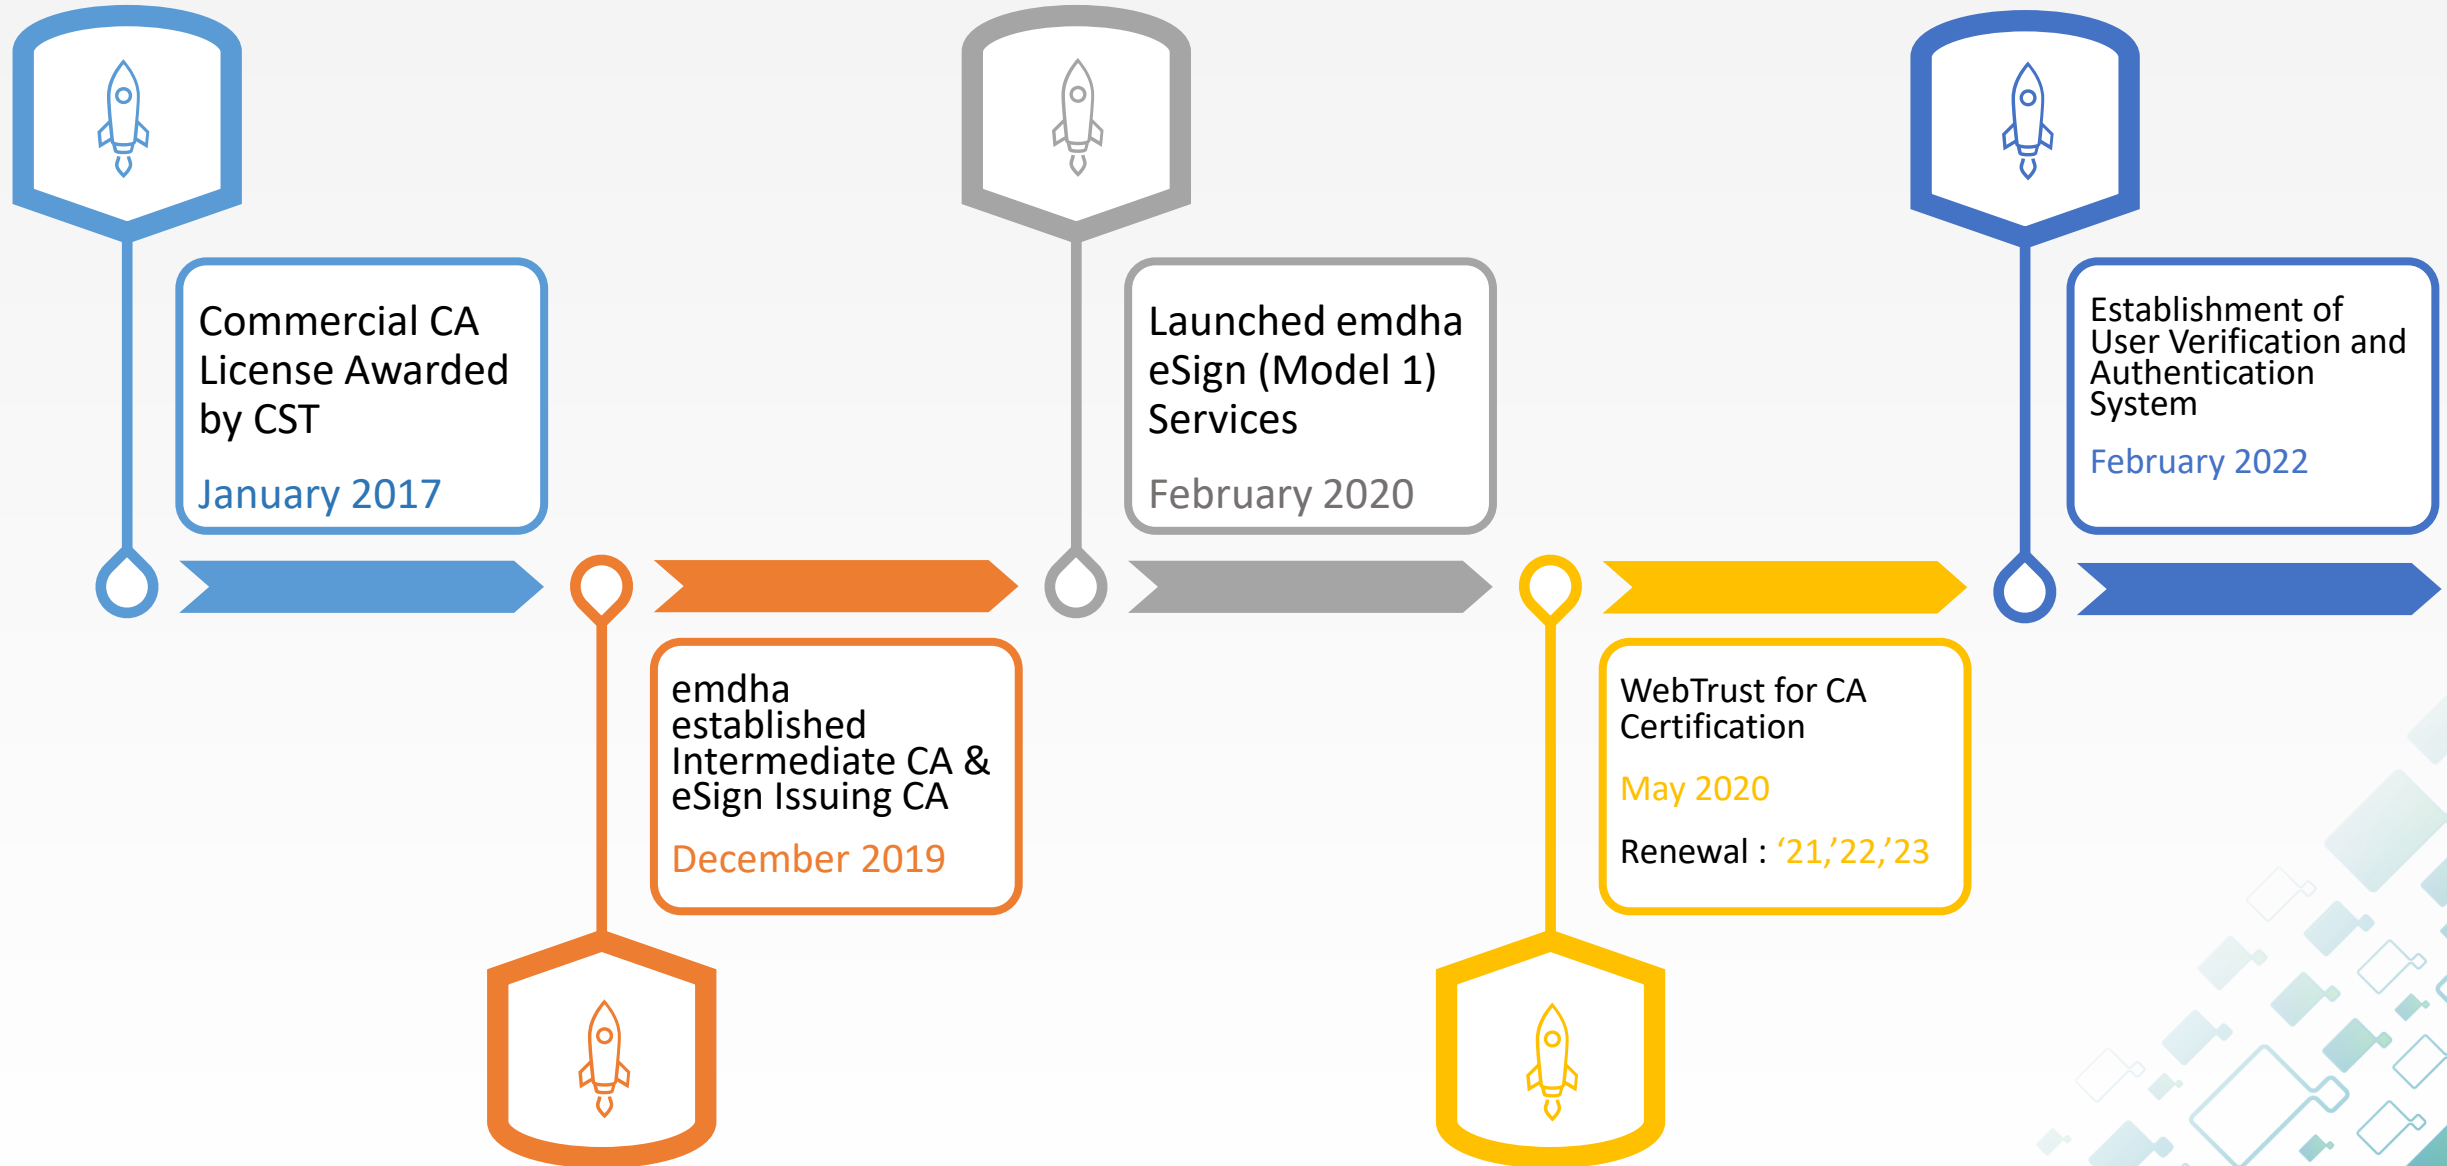 Commercial CA
License Awarded
by CST
January 2017
emdha
established
Intermediate CA &
eSign Issuing CA
December 2019
Launched emdha
eSign (Model 1)
Services
February 2020
WebTrust for CA
Certification
May 2020
Renewal : ‘21,’22,’23
Establishment of
User Verification and
Authentication
System
February 2022